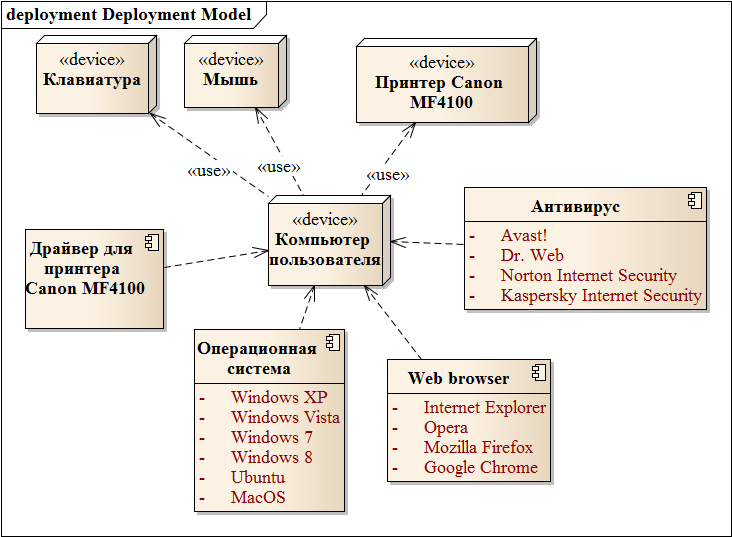 deployment Deployment Model
«device»
Клавиатура
«device»
Мышь
«device»
Принтер Canon
MF4100
«use»
«use»
«use»
«device»
Компьютер
пользователя
Антивирус
- Avast!
- Dr. Web
- Norton Internet Security
- Kaspersky Internet Security
Драйвер для
принтера
Canon MF4100
Операционная
система
- Windows XP
- Windows Vista
- Windows 7
- Windows 8
- Ubuntu
- MacOS
Web browser
- Internet Explorer
- Opera
- Mozilla Firefox
- Google Chrome